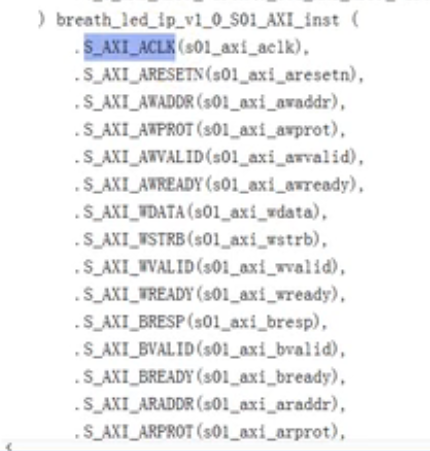 ) breath_led_ip_v1_0_S01_AXI_inst (
.S_AXI_ACLK(s01_axi_aclk),
.S_AXI_ARESETN(s01_axi_aresetn),
.S_AXI_AWADDR(s01_axi_awaddr),
.S_AXI_AWPROT(s01_axi_awprot),
.S_AXI_AWVALID(s01_axi_awvalid),
.S_AXI_AWREADY(s01_axi_awready),
.S_AXI_WDATA(s01_axi_wdata),
.S_AXI_WSTRB(s01_axi_wstrb),
.S_AXI_WVALID(s01_axi_wvalid),
.S_AXI_WREADY(s01_axi_wready),
.S_AXI_BRESP(s01_axi_bresp),
.S_AXI_BVALID(s01_axi_bvalid),
.S_AXI_BREADY(s01_axi_bready),
.S_AXI_ARADDR(s01_axi_araddr),
.S_AXI_ARPROT(s01_axi_arprot),